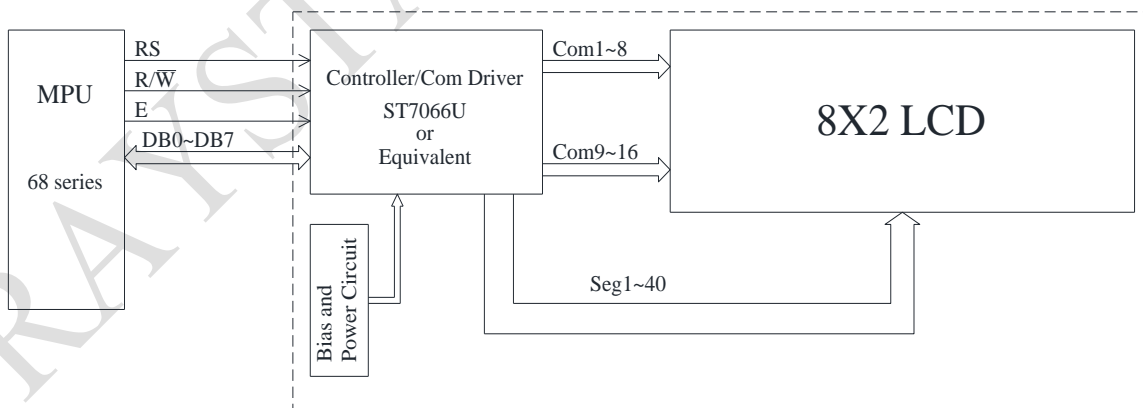 RS
R/W̅
E
DB0~DB7
MPU
68 series
Controller/Com Driver
ST7066U
or
Equivalent
Com1~8
Com9~16
8X2 LCD
Bias and
Power Circuit
Seg1~40
RAYSTA